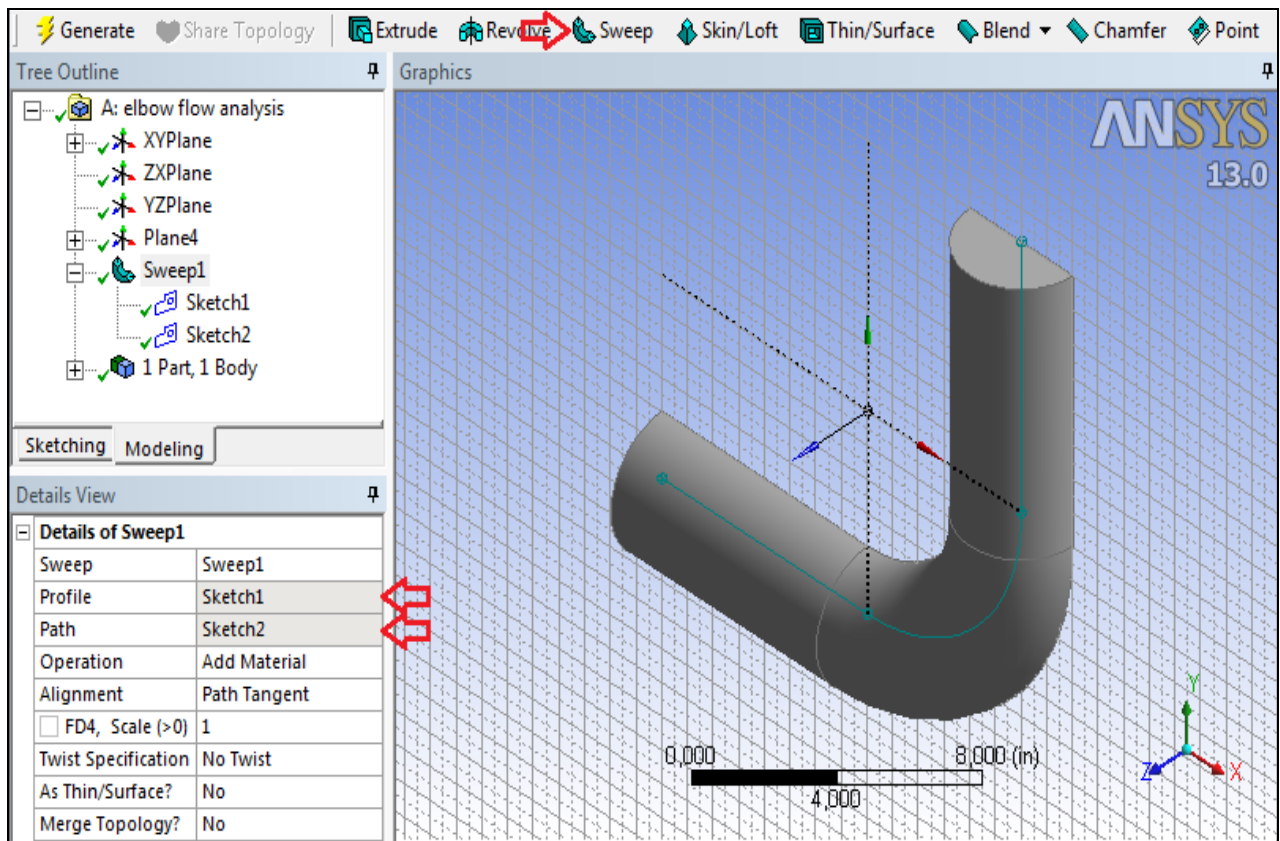 Generate Share Topology Extrude Revolve Sweep Skin/Loft Thin/Surface Blend Chamfer Point
Tree Outline
A: elbow flow analysis
XYPlane
ZXPlane
YZPlane
Plane4
Sweep1
Sketch1
Sketch2
1 Part, 1 Body
Sketching Modeling
Details View
Details of Sweep1
Sweep Sweep1
Profile Sketch1
Path Sketch2
Operation Add Material
Alignment Path Tangent
FD4, Scale (>0) 1
Twist Specification No Twist
As Thin/Surface? No
Merge Topology? No
Graphics
ANSYS
13.0
0,000 8,000 (in)
4,000
Y
Z X